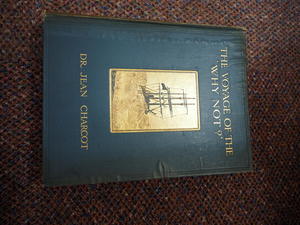 THE VOYAGE OF THE
'WHY NOT?'
DR. JEAN CHARCOT